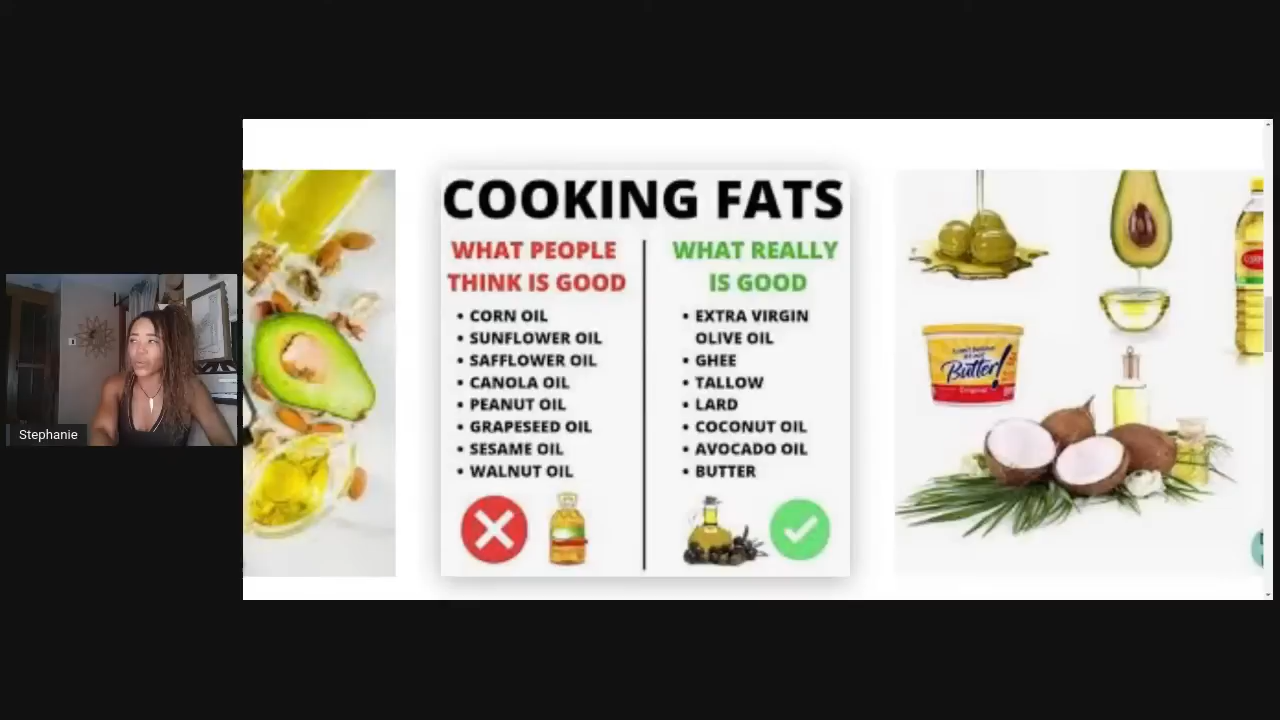 COOKING FATS
WHAT PEOPLE
THINK IS GOOD
• CORN OIL
• SUNFLOWER OIL
• SAFFLOWER OIL
• CANOLA OIL
• PEANUT OIL
• GRAPESEED OIL
• SESAME OIL
• WALNUT OIL
WHAT REALLY
IS GOOD
• EXTRA VIRGIN
OLIVE OIL
• GHEE
• TALLOW
• LARD
• COCONUT OIL
• AVOCADO OIL
• BUTTER
Butter!
Original
Stephanie